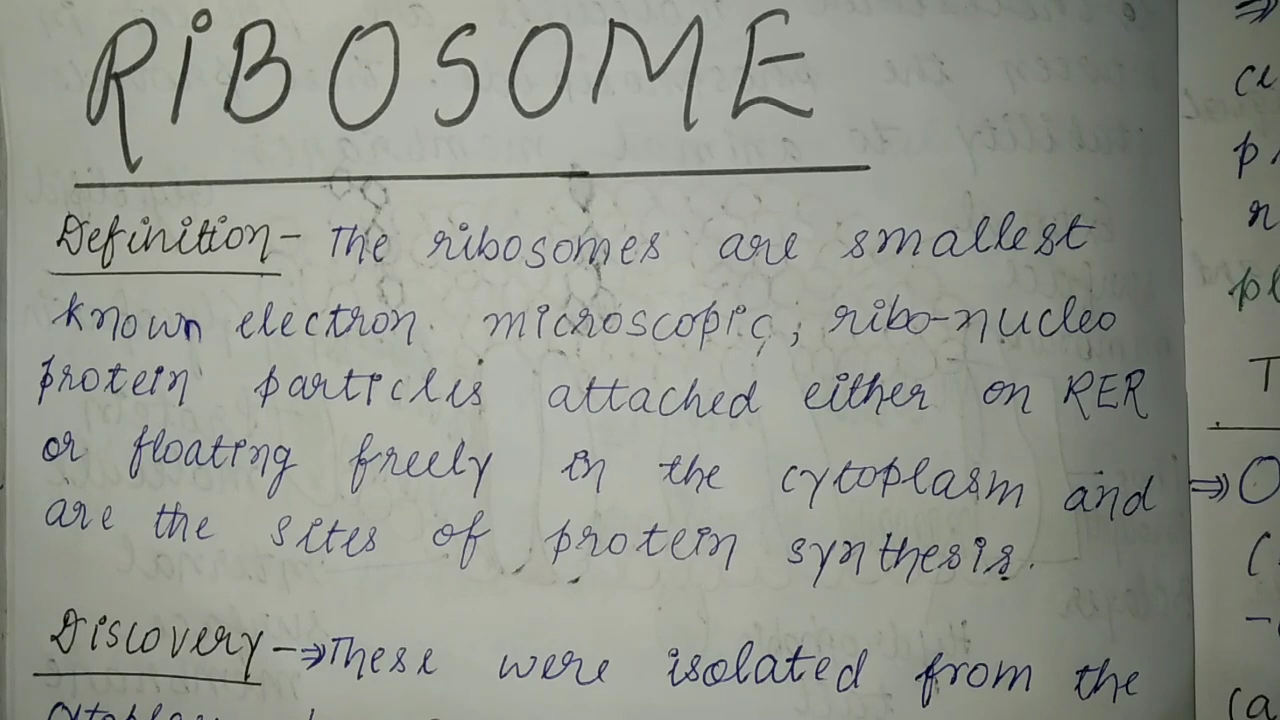 RIBOSOME
Definition - The ribosomes are smallest
known electron microscopic, ribo-nucleo
protein particles attached either on RER
or floating freely in the cytoplasm and
are the sites of protein synthesis.
Discovery -⇒ These were isolated from the